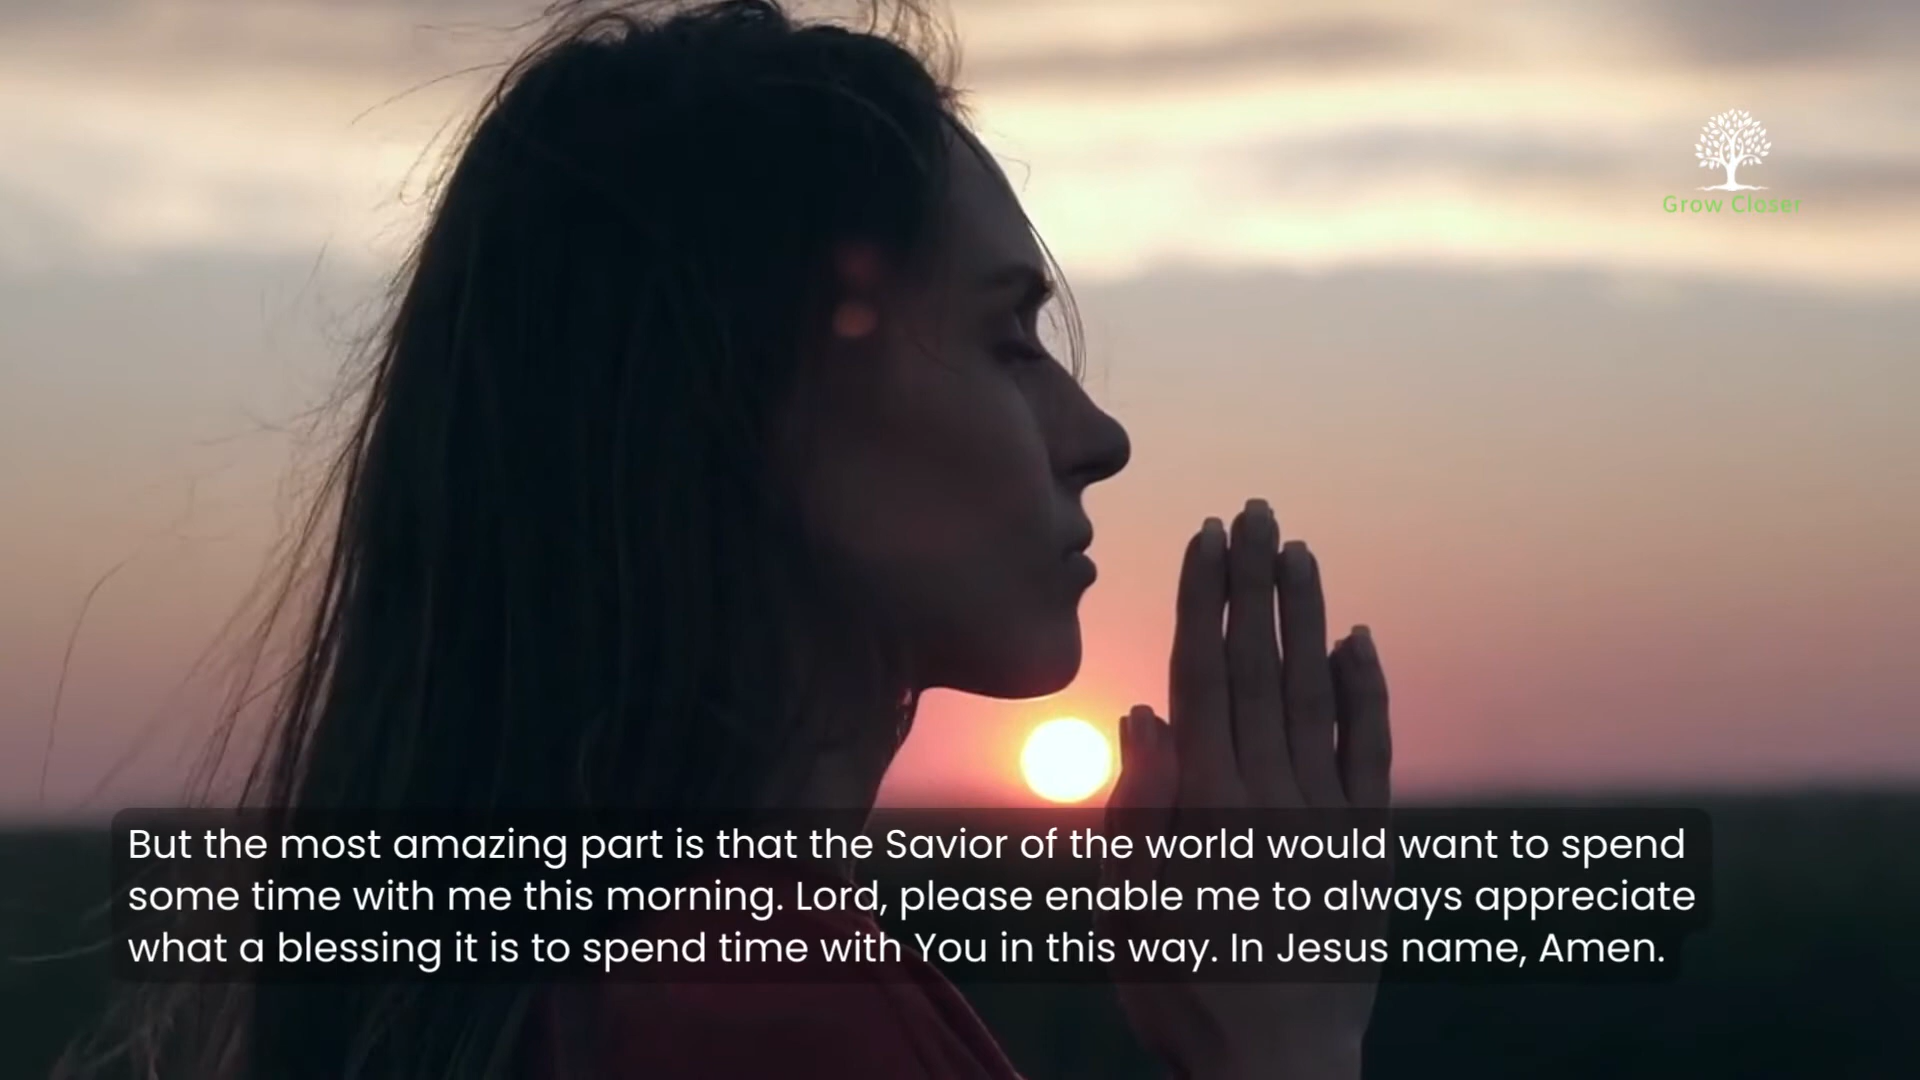 Grow Closer
But the most amazing part is that the Savior of the world would want to spend
some time with me this morning. Lord, please enable me to always appreciate
what a blessing it is to spend time with You in this way. In Jesus name, Amen.